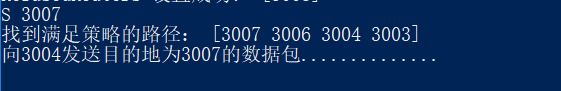 S 3007
找到满足策略的路径： [3007 3006 3004 3003]
向3004发送目的地为3007的数据包..............